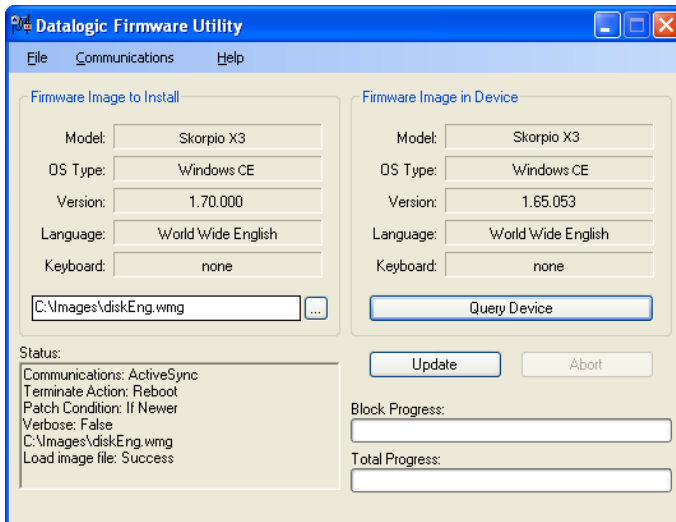 Datalogic Firmware Utility
File Communications Help
Firmware Image to Install
Model: Skorpio X3
OS Type: Windows CE
Version: 1.70.000
Language: World Wide English
Keyboard: none
C:\Images\diskEng.wmg ...
Firmware Image in Device
Model: Skorpio X3
OS Type: Windows CE
Version: 1.65.053
Language: World Wide English
Keyboard: none
Query Device
Status:
Communications: ActiveSync
Terminate Action: Reboot
Patch Condition: If Newer
Verbose: False
C:\Images\diskEng.wmg
Load image file: Success
Update Abort
Block Progress:
Total Progress: